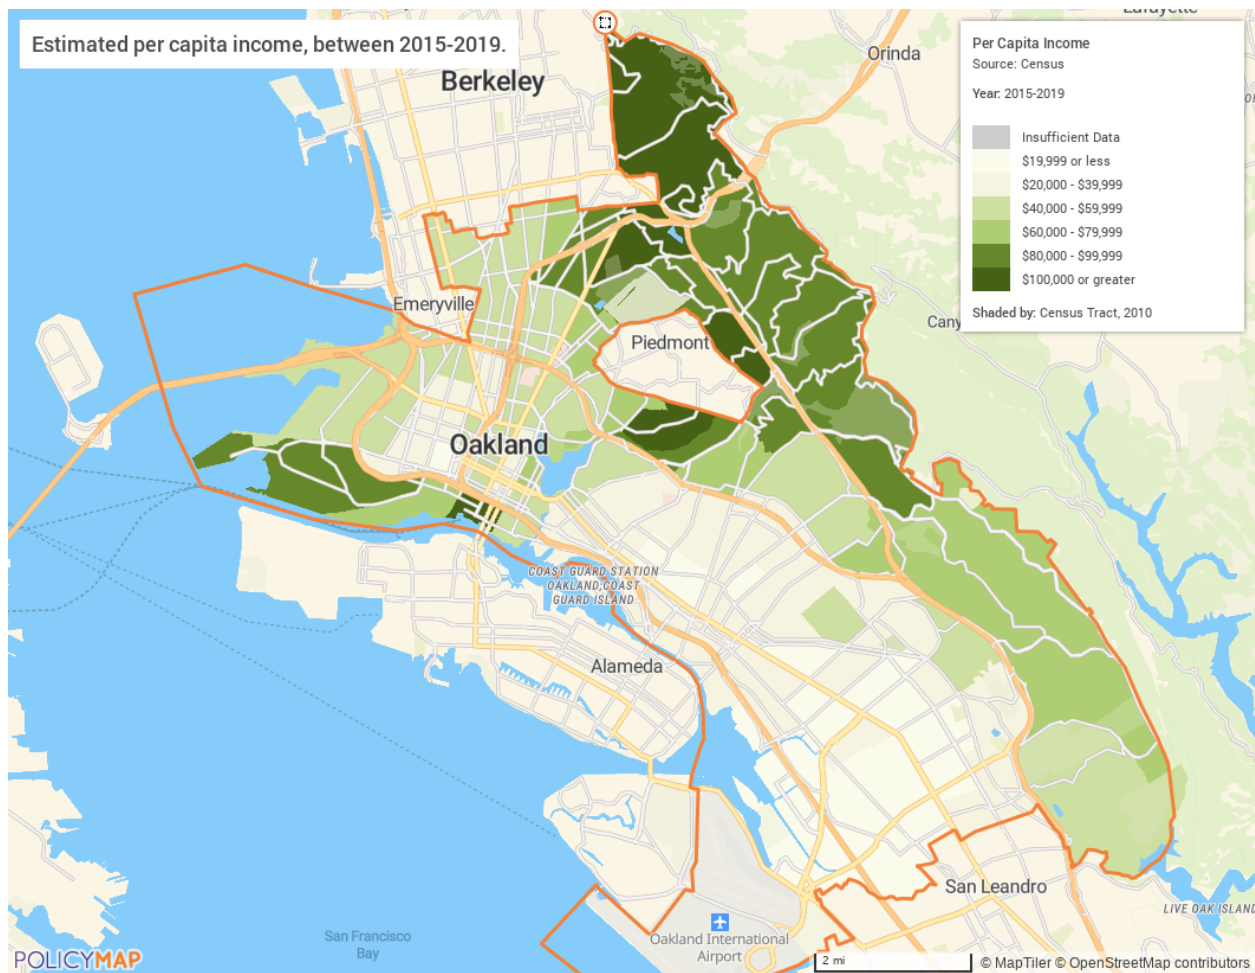 Estimated per capita income, between 2015-2019.
Berkeley
Orinda
Per Capita Income
Source: Census
Year: 2015-2019
Insufficient Data
$19,999 or less
$20,000 - $39,999
$40,000 - $59,999
$60,000 - $79,999
$80,000 - $99,999
$100,000 or greater
Shaded by: Census Tract, 2010
Emeryville
Piedmont
Oakland
COAST GUARD STATION
OAKLAND;COAST
GUARD ISLAND
Alameda
San Leandro
LIVE OAK ISLAND
San Francisco
Bay
Oakland International
Airport
POLICYMAP
2 mi
© MapTiler © OpenStreetMap contributors